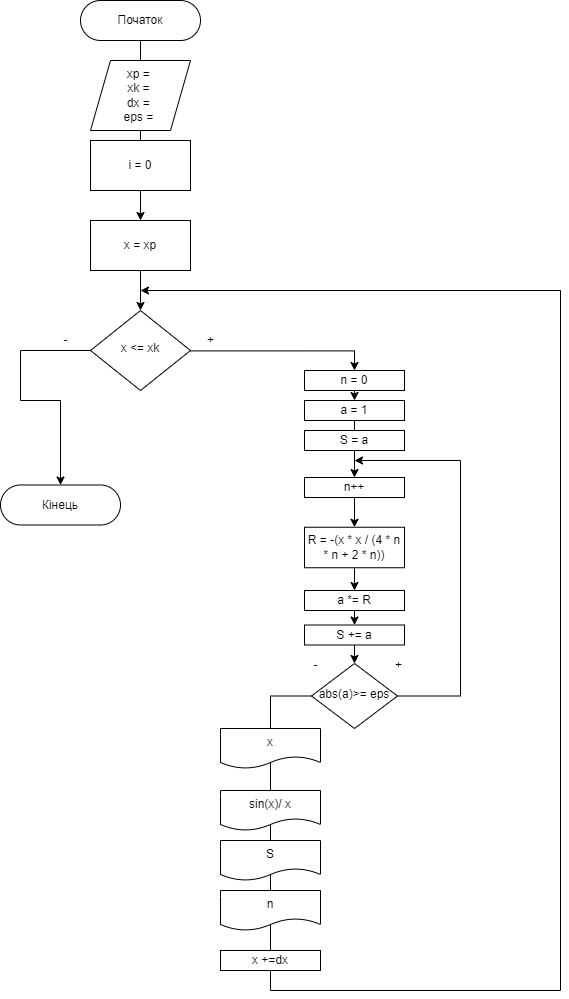 Початок
xp =
xk =
dx =
eps =
i = 0
x = xp
x <= xk
-
+
n = 0
a = 1
S = a
n++
R = -(x * x / (4 * n
* n + 2 * n))
a *= R
S += a
-
+
abs(a)>= eps
x
sin(x)/ x
S
n
x +=dx
Кінець